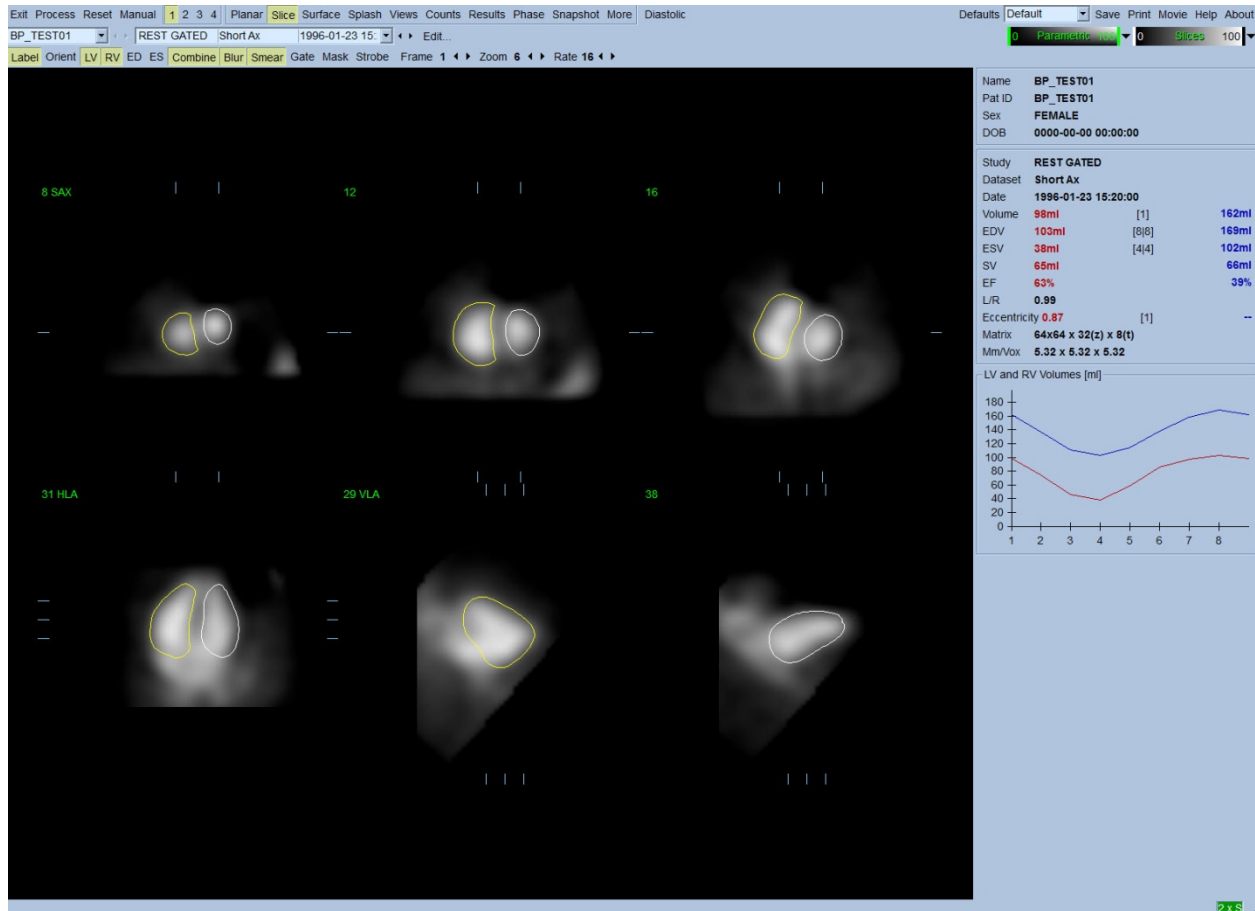 Exit Process Reset Manual 1 2 3 4 Planar Slice Surface Splash Views Counts Results Phase Snapshot More Diastolic Defaults Default Save Print Movie Help About
BP_TEST01 REST GATED Short Ax 1996-01-23 15: Edit... 0 Parametric 100 0 Slices 100
Label Orient LV RV ED ES Combine Blur Smear Gate Mask Strobe Frame 1 Zoom 6 Rate 16
Name BP_TEST01
Pat ID BP_TEST01
Sex FEMALE
DOB 0000-00-00 00:00:00
Study REST GATED
Dataset Short Ax
Date 1996-01-23 15:20:00
Volume 98ml [1] 162ml
EDV 103ml [8|8] 169ml
ESV 38ml [4|4] 102ml
SV 65ml 66ml
EF 63% 39%
L/R 0.99
Eccentricity 0.87 [1] --
Matrix 64x64 x 32(z) x 8(t)
Mm/Vox 5.32 x 5.32 x 5.32
LV and RV Volumes [ml]
180
160
140
120
100
80
60
40
20
0
1 2 3 4 5 6 7 8
8 SAX 12 16
31 HLA 29 VLA 38
2 x S